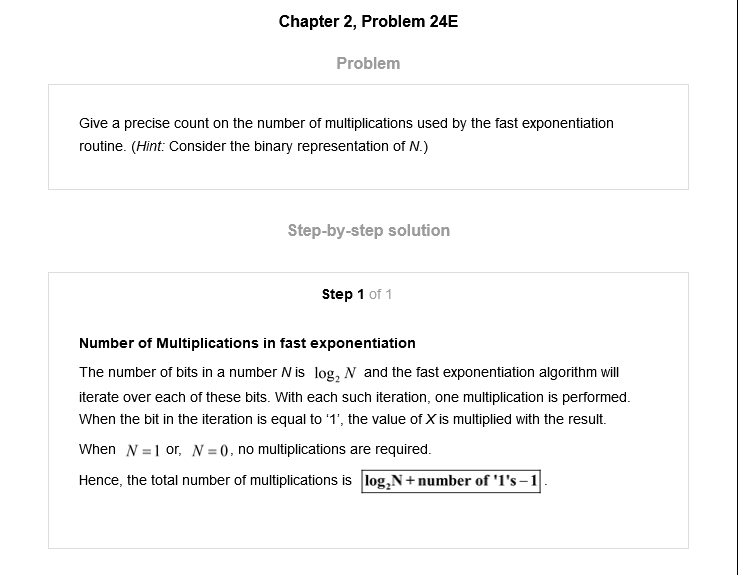 Chapter 2, Problem 24E
Problem
Give a precise count on the number of multiplications used by the fast exponentiation
routine. (Hint: Consider the binary representation of N.)
Step-by-step solution
Step 1 of 1
Number of Multiplications in fast exponentiation
The number of bits in a number N is log₂ N and the fast exponentiation algorithm will
iterate over each of these bits. With each such iteration, one multiplication is performed.
When the bit in the iteration is equal to ‘1’, the value of X is multiplied with the result.
When N = 1 or, N = 0, no multiplications are required.
Hence, the total number of multiplications is log₂N + number of '1's − 1.